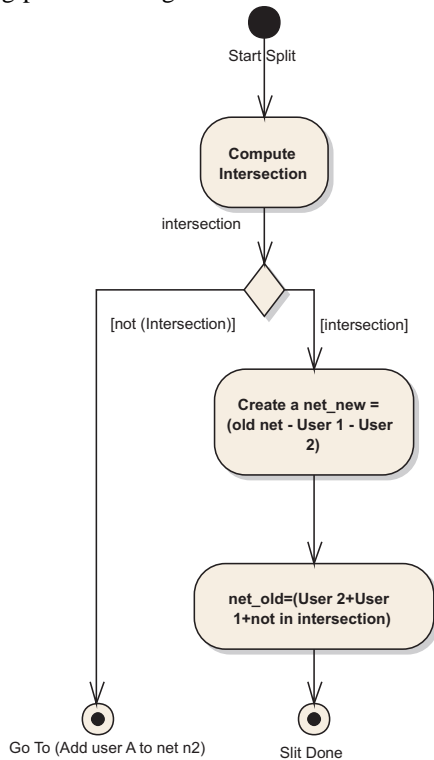 Start Split
Compute
Intersection
intersection
[not (Intersection)]
[intersection]
Create a net_new =
(old net - User 1 - User
2)
net_old=(User 2+User
1+not in intersection)
Go To (Add user A to net n2)
Slit Done